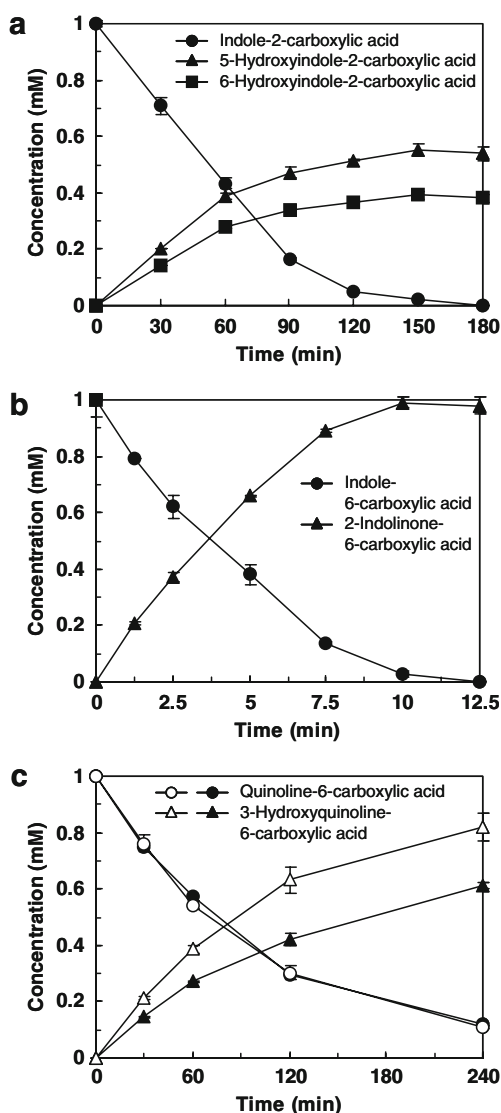 a
Indole-2-carboxylic acid
5-Hydroxyindole-2-carboxylic acid
6-Hydroxyindole-2-carboxylic acid
Concentration (mM)
1
0.8
0.6
0.4
0.2
0
0 30 60 90 120 150 180
Time (min)
b
Indole-
6-carboxylic acid
2-Indolinone-
6-carboxylic acid
Concentration (mM)
1
0.8
0.6
0.4
0.2
0
0 2.5 5 7.5 10 12.5
Time (min)
c
Quinoline-6-carboxylic acid
3-Hydroxyquinoline-
6-carboxylic acid
Concentration (mM)
1
0.8
0.6
0.4
0.2
0
0 60 120 180 240
Time (min)